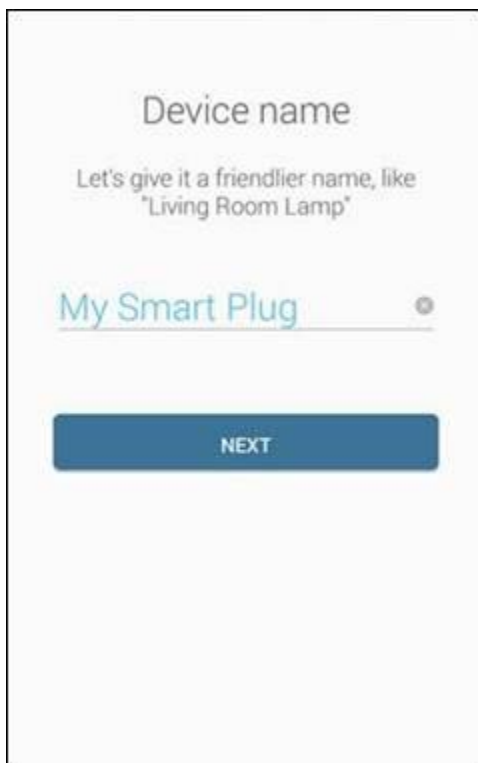 Device name
Let's give it a friendlier name, like
"Living Room Lamp"
My Smart Plug
NEXT